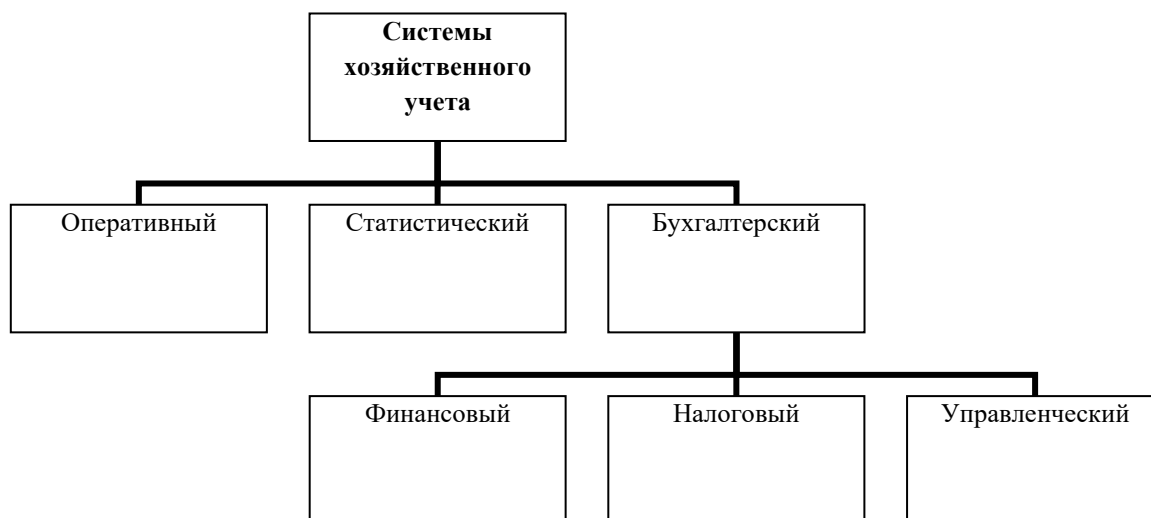 Системы
хозяйственного
учета
Оперативный
Статистический
Бухгалтерский
Финансовый
Налоговый
Управленческий